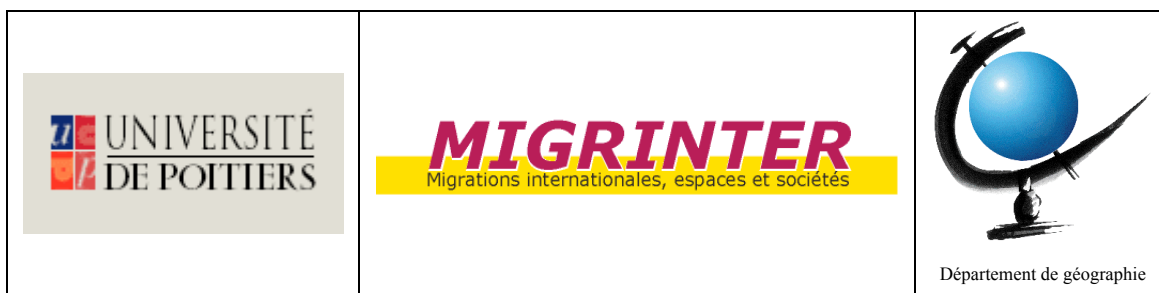 UNIVERSITÉ
DE POITIERS
MIGRINTER
Migrations internationales, espaces et sociétés
Département de géographie